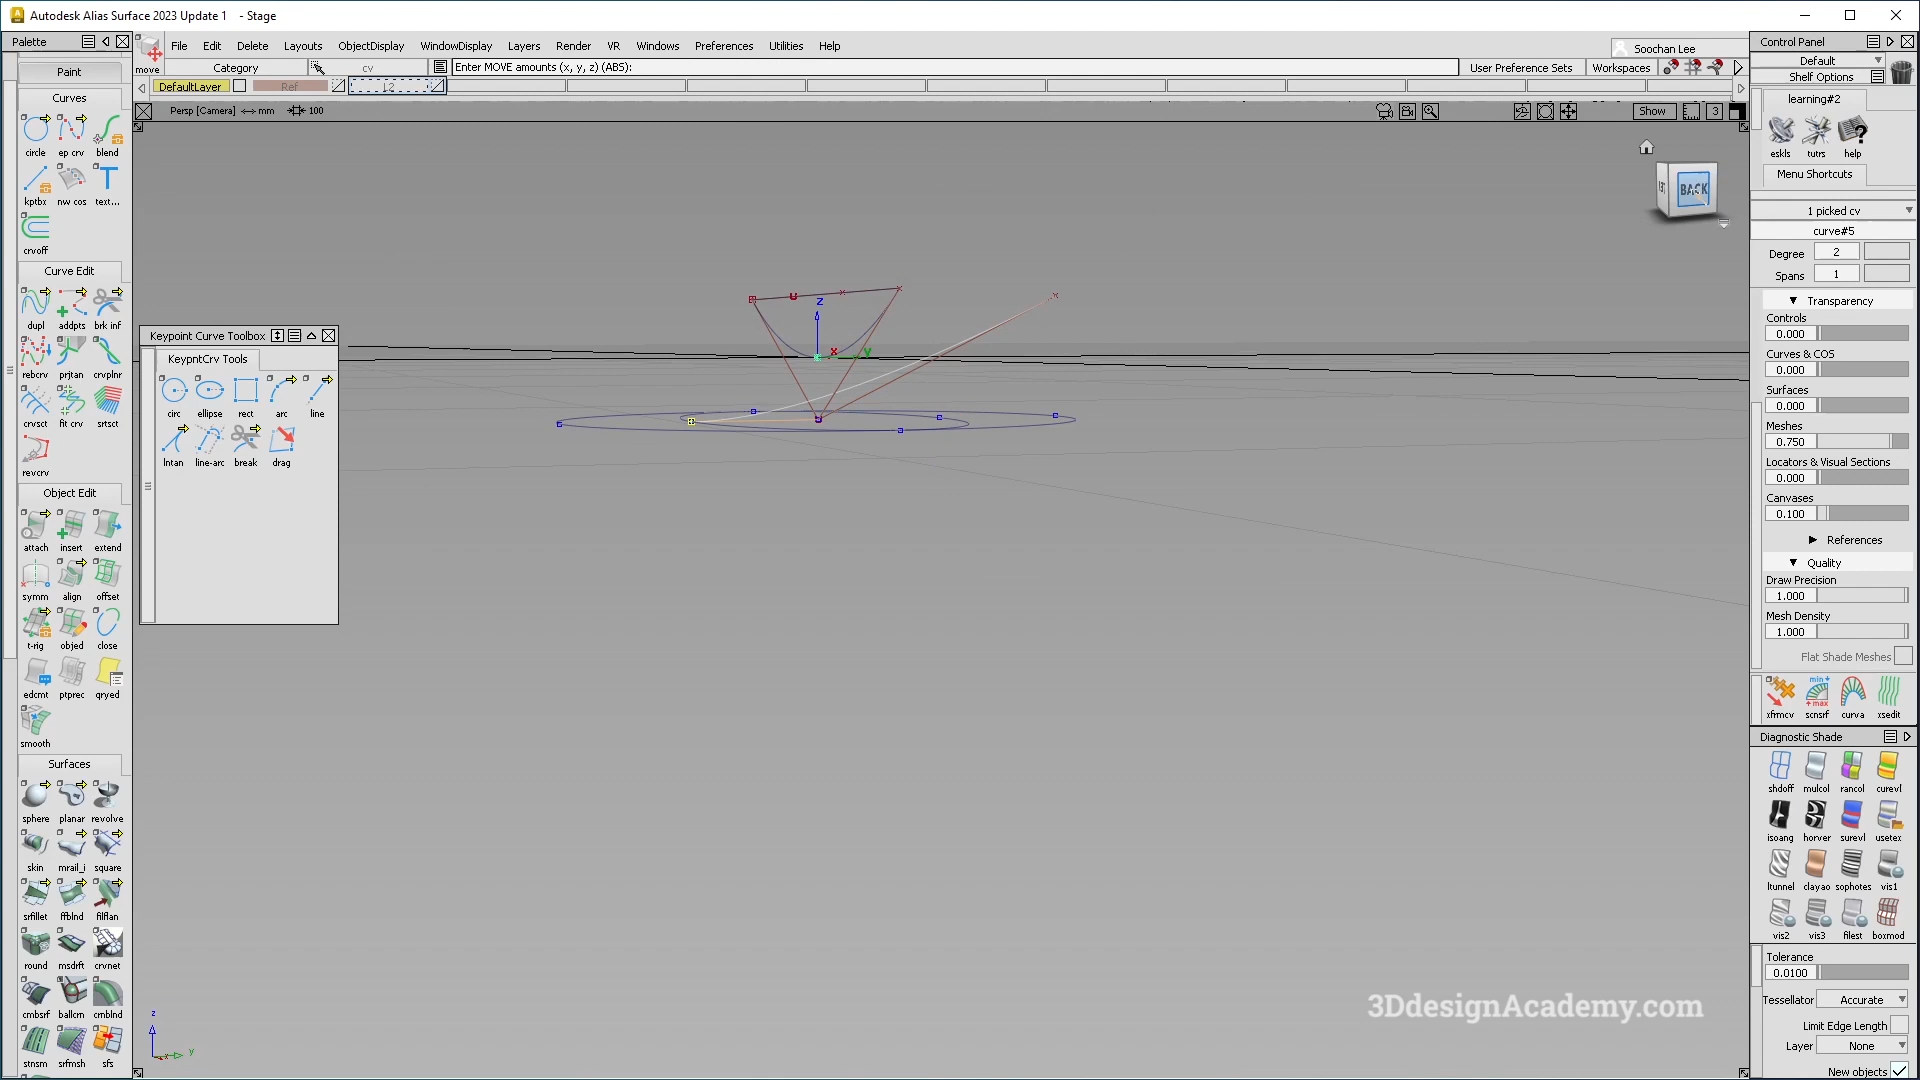 Autodesk Alias Surface 2023 Update 1 - Stage
Palette
Paint
Curves
circle ep crv blend
kptbx nw cos text...
crvoff
Curve Edit
dupl addpts brk inf
rebcrv prjtan crvplnr
crvsct fit crv srtsct
revcrv
Object Edit
attach insert extend
symm align offset
t-rig objed close
edcmt ptprec qryed
smooth
Surfaces
sphere planar revolve
skin mrail_i square
srfillet ffblnd filflan
round msdrft crvnet
cmbsrf ballcrn cmblnd
stnsm srfmsh sfs
move
File Edit Delete Layouts ObjectDisplay WindowDisplay Layers Render VR Windows Preferences Utilities Help
Soochan Lee
Category
cv
Enter MOVE amounts (x, y, z) (ABS):
User Preference Sets
Workspaces
DefaultLayer
Ref
L2
Persp [Camera] mm 100
Show
3
BACK
Keypoint Curve Toolbox
KeypntCrv Tools
circ ellipse rect arc line
lntan line-arc break drag
U
Z
X
Y
z
x
y
3DdesignAcademy.com
Control Panel
Default
Shelf Options
learning#2
eskls tutrs help
Menu Shortcuts
1 picked cv
curve#5
Degree 2
Spans 1
Transparency
Controls
0.000
Curves & COS
0.000
Surfaces
0.000
Meshes
0.750
Locators & Visual Sections
0.000
Canvases
0.100
References
Quality
Draw Precision
1.000
Mesh Density
1.000
Flat Shade Meshes
min + + max
xfrmcv scnsrf curva xsedit
Diagnostic Shade
shdoff mulcol rancol curevl
isoang horver surevl usetex
ltunnel clayao sophotes vis1
vis2 vis3 filest boxmod
Tolerance
0.0100
Tessellator Accurate
Limit Edge Length
Layer None
New objects